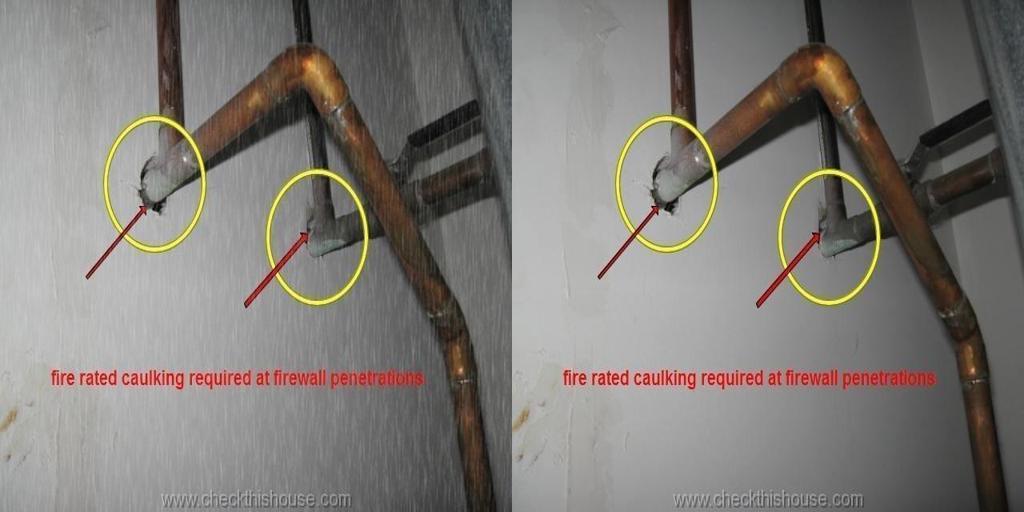 fire rated caulking required at firewall penetrations
fire rated caulking required at firewall penetrations
www.checkthishouse.com
www.checkthishouse.com